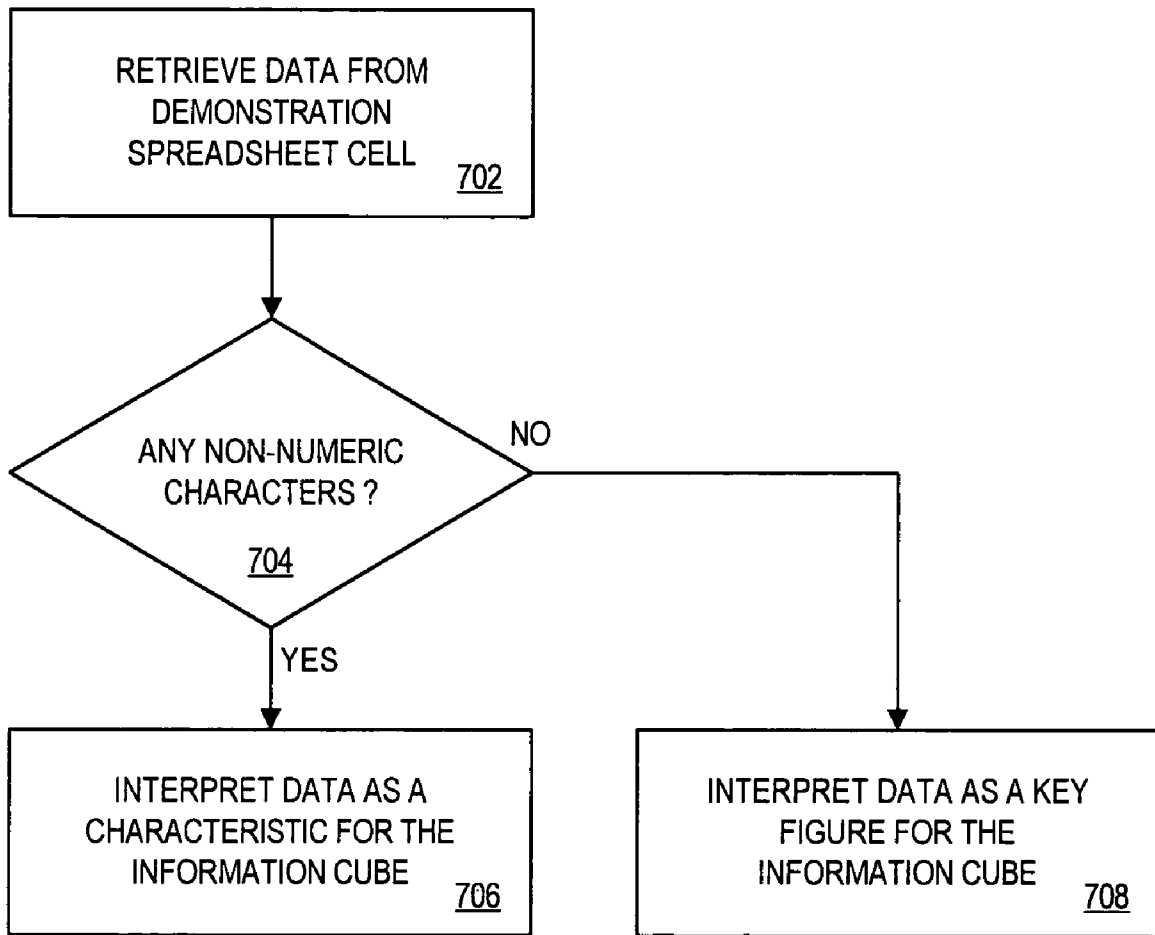 RETRIEVE DATA FROM
DEMONSTRATION
SPREADSHEET CELL
702
ANY NON-NUMERIC
CHARACTERS ?
704
NO
YES
INTERPRET DATA AS A
CHARACTERISTIC FOR THE
INFORMATION CUBE
706
INTERPRET DATA AS A KEY
FIGURE FOR THE
INFORMATION CUBE
708